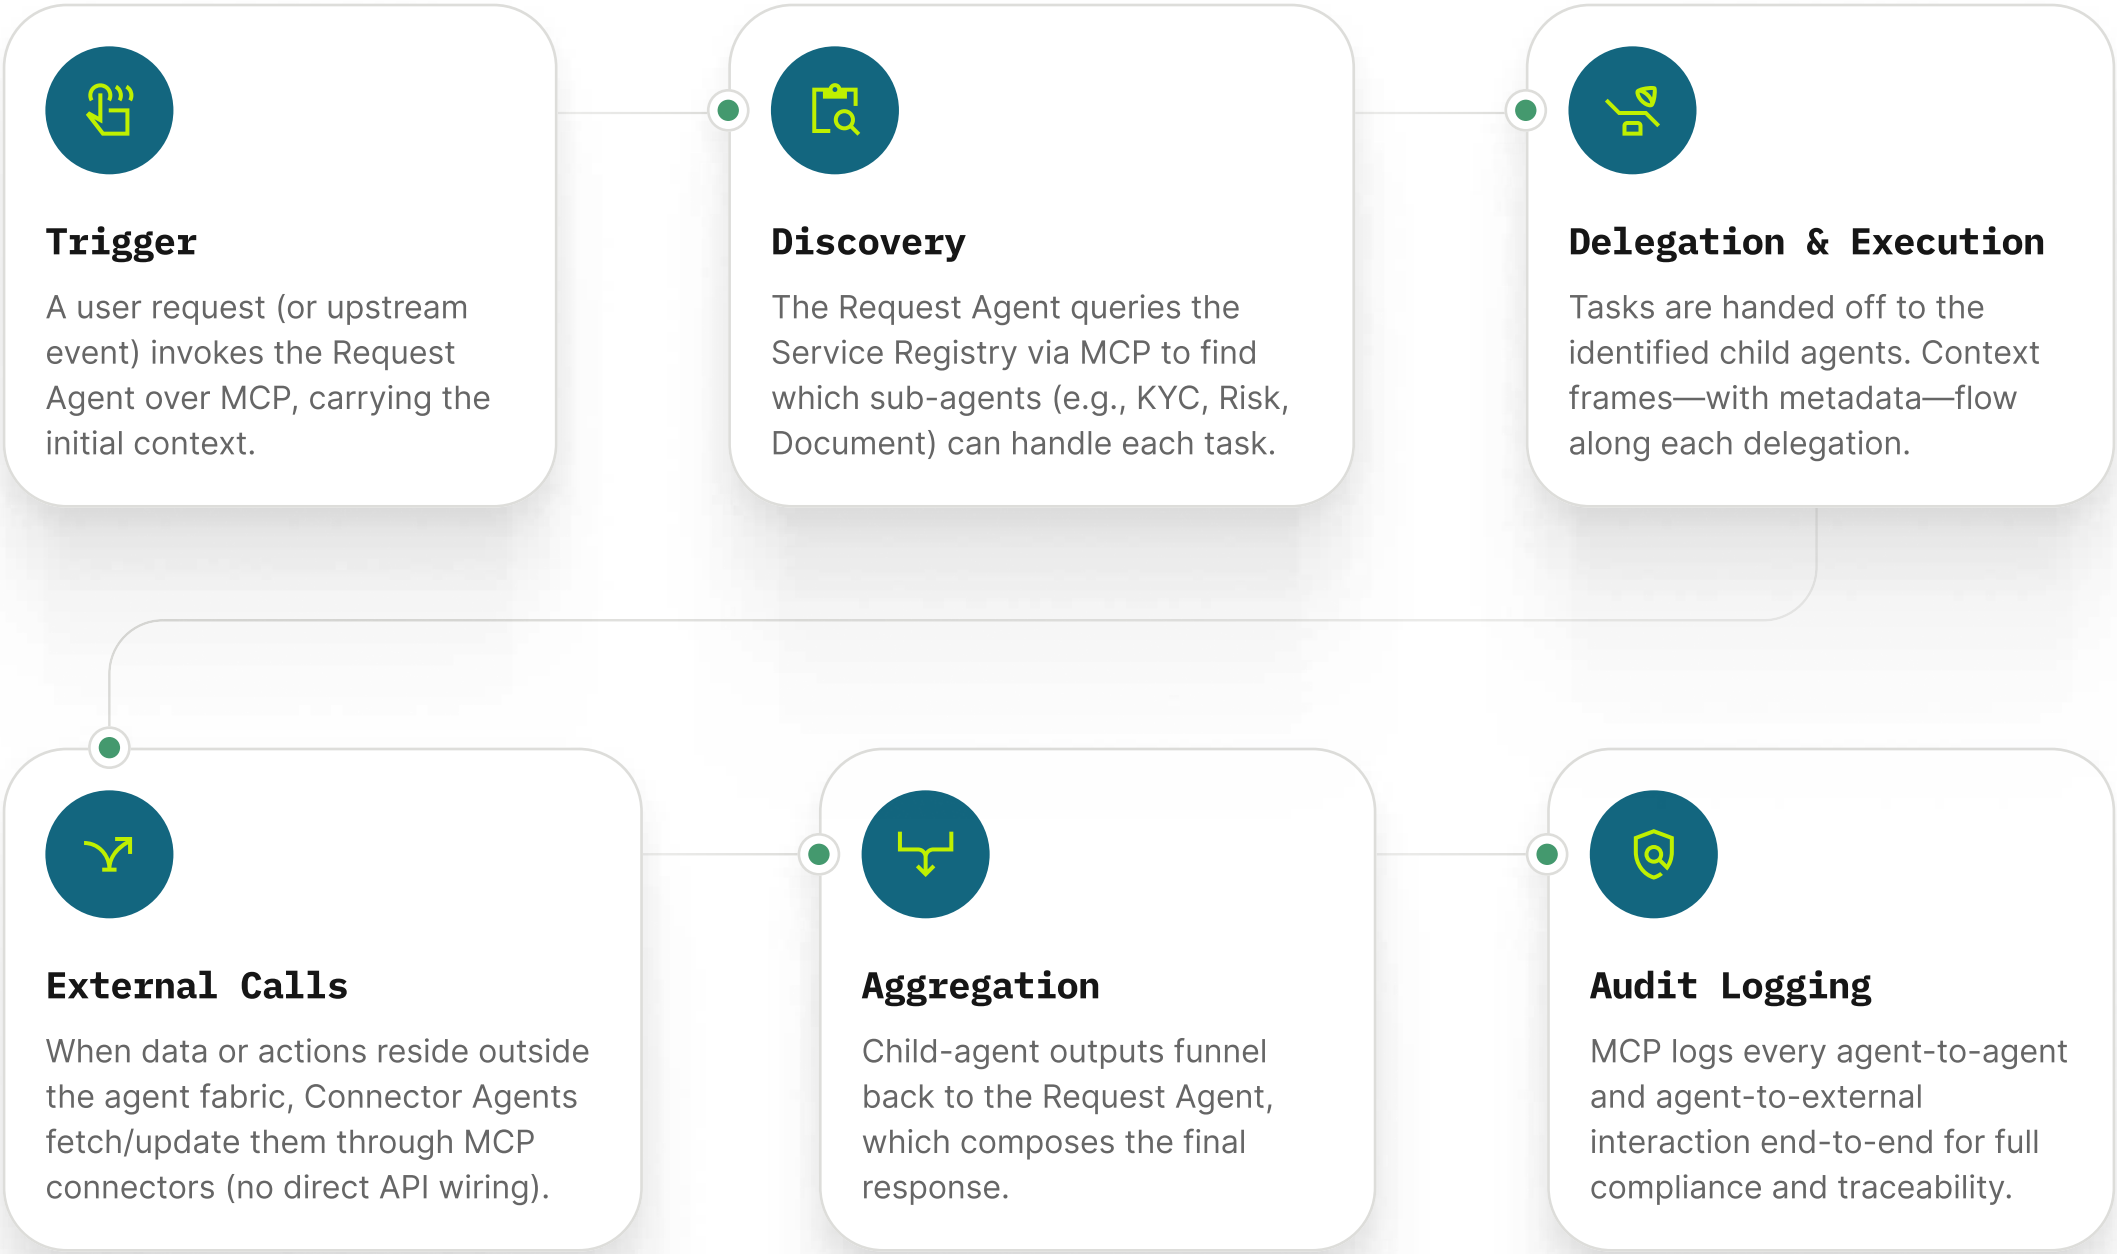 Trigger
A user request (or upstream
event) invokes the Request
Agent over MCP, carrying the
initial context.
Discovery
The Request Agent queries the
Service Registry via MCP to find
which sub-agents (e.g., KYC, Risk,
Document) can handle each task.
Delegation & Execution
Tasks are handed off to the
identified child agents. Context
frames—with metadata—flow
along each delegation.
External Calls
When data or actions reside outside
the agent fabric, Connector Agents
fetch/update them through MCP
connectors (no direct API wiring).
Aggregation
Child-agent outputs funnel
back to the Request Agent,
which composes the final
response.
Audit Logging
MCP logs every agent-to-agent
and agent-to-external
interaction end-to-end for full
compliance and traceability.